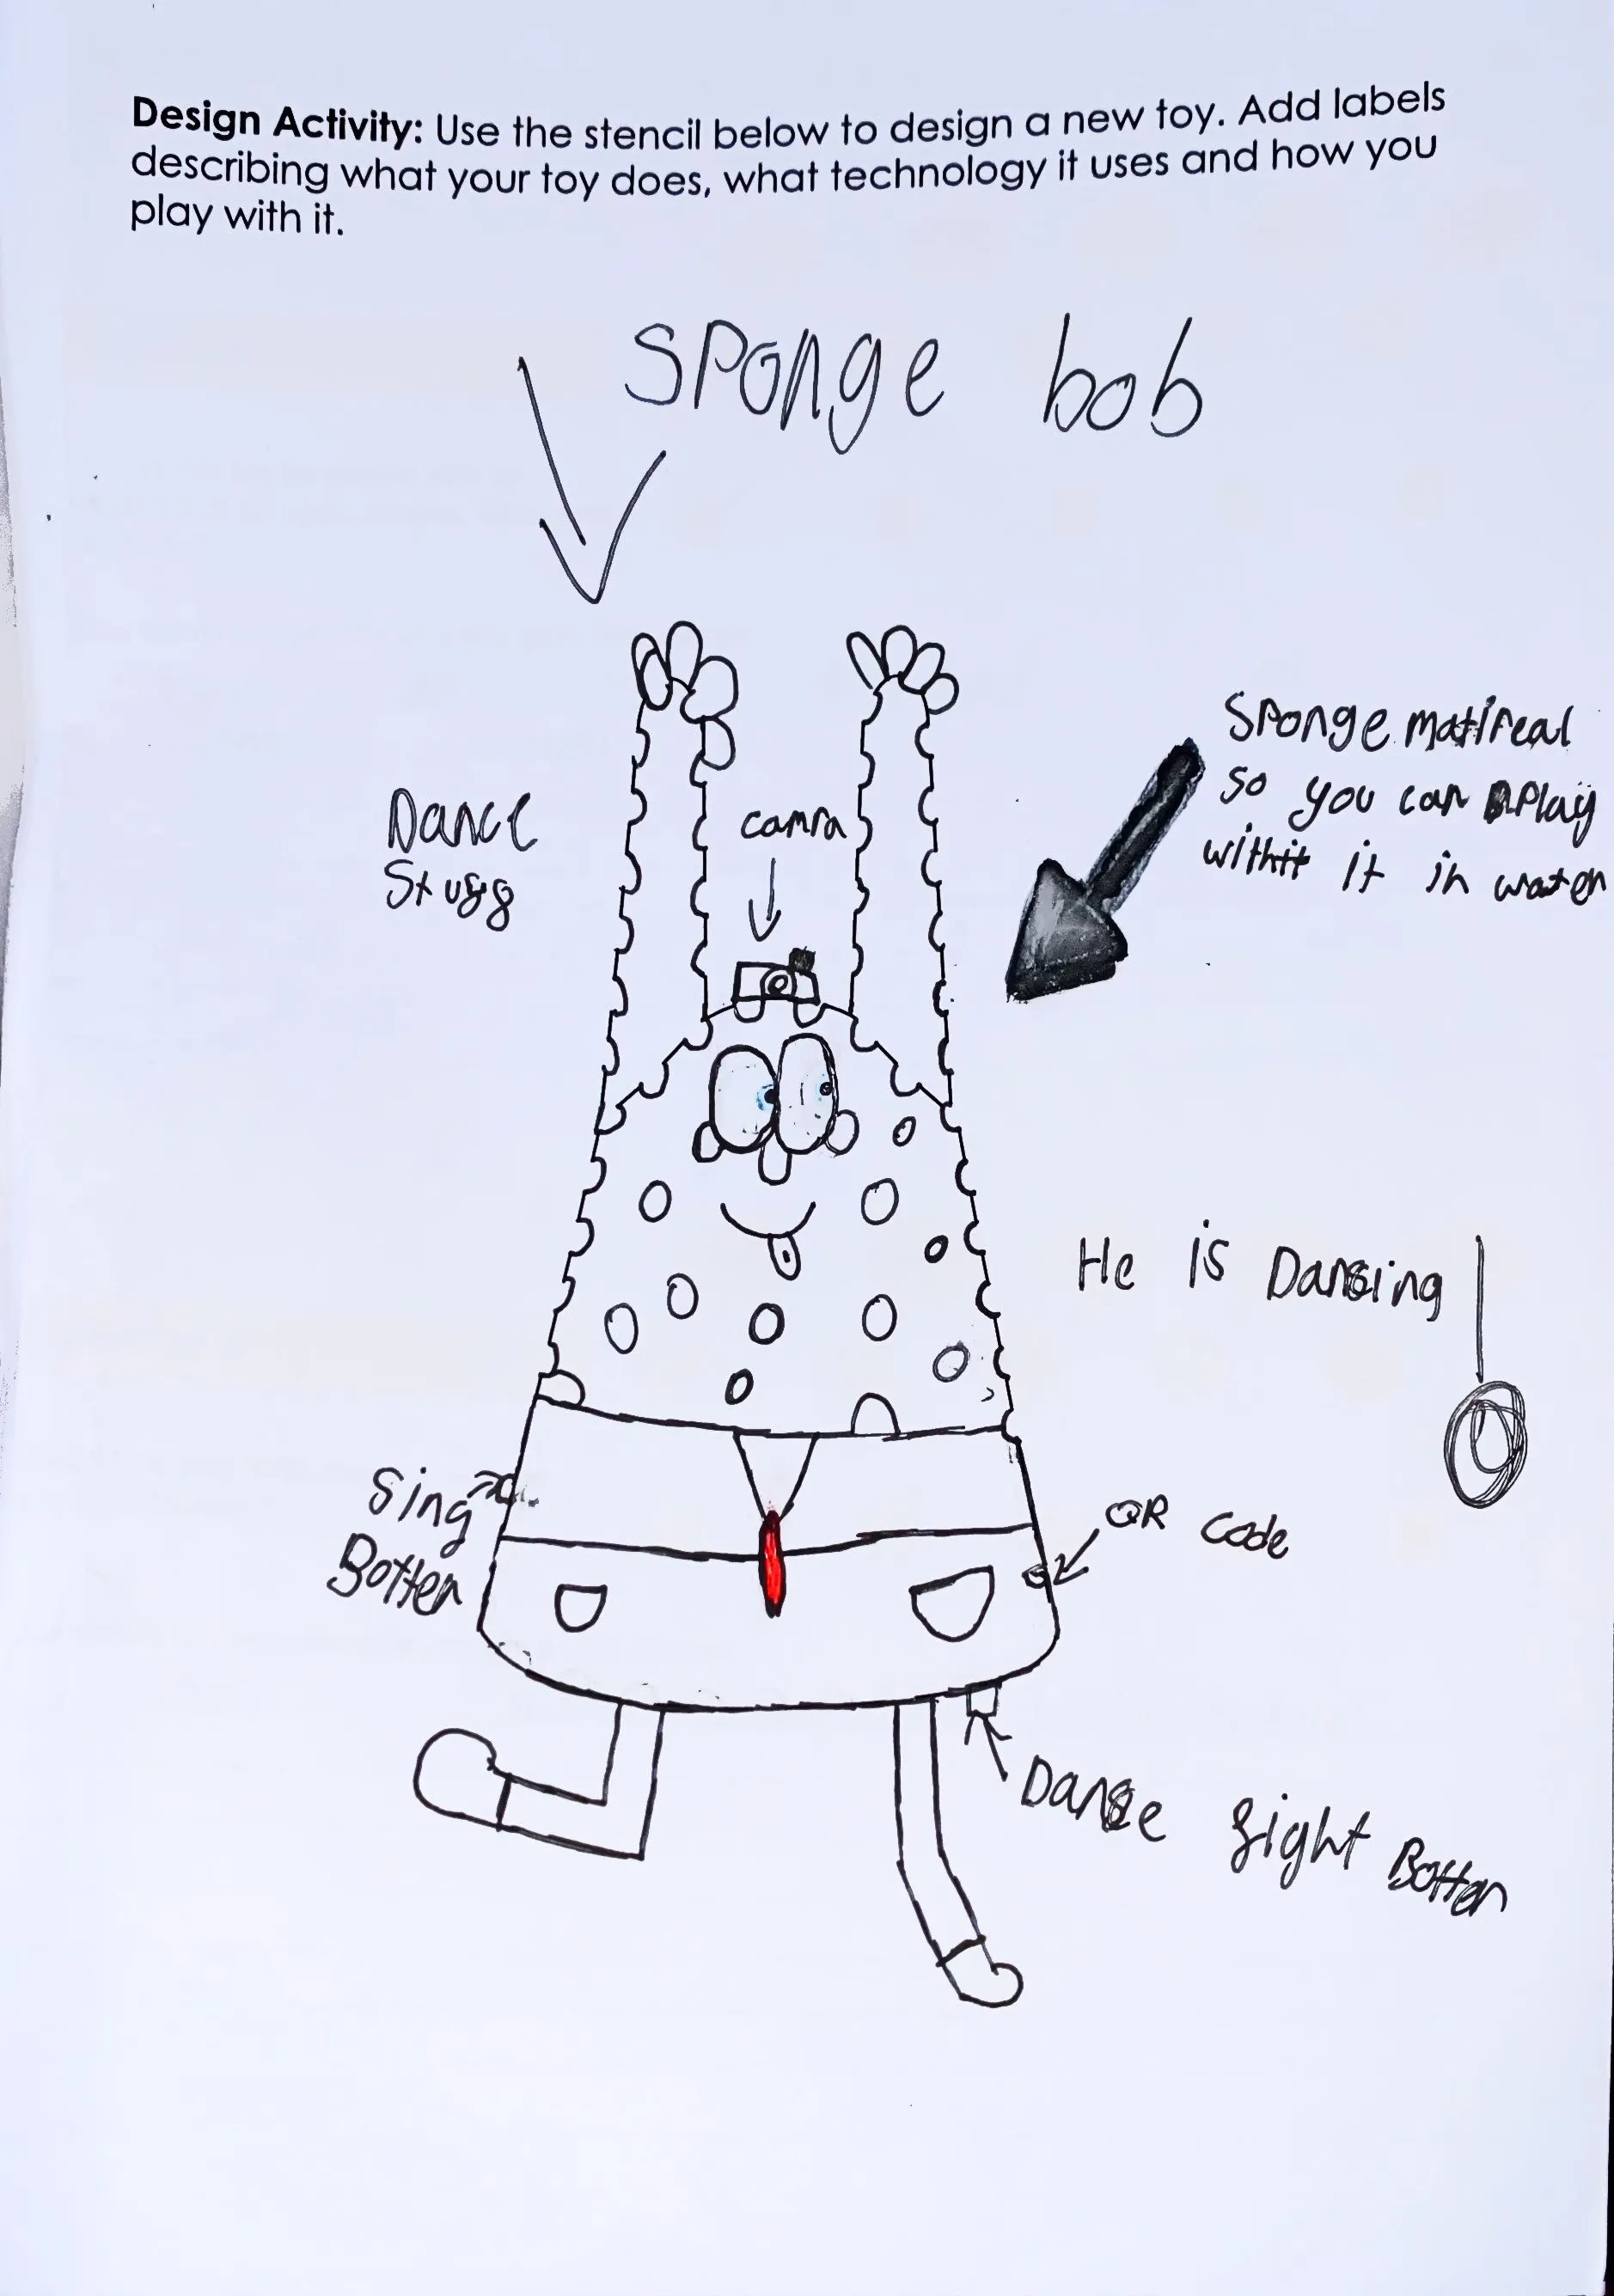 Design Activity: Use the stencil below to design a new toy. Add labels
describing what your toy does, what technology it uses and how you
play with it.
Sponge bob
Sponge matireal
so you can play
with it in water
Dance
Stugg
camra
He is Dansing!
Sing
Botten
QR code
Danse fight Botten